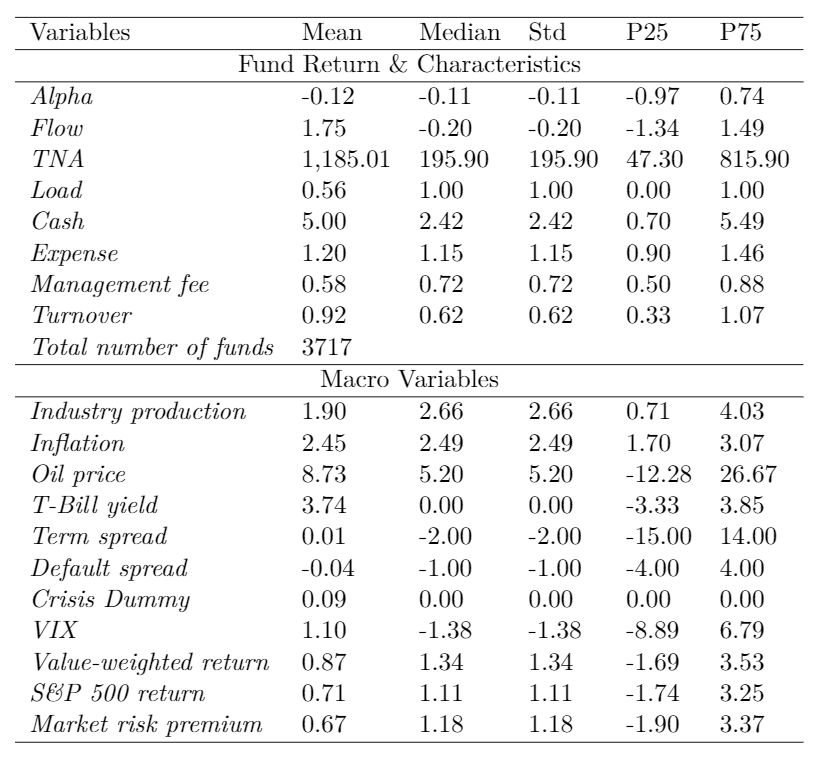 Variables Mean Median Std P25 P75
Fund Return & Characteristics
Alpha -0.12 -0.11 -0.11 -0.97 0.74
Flow 1.75 -0.20 -0.20 -1.34 1.49
TNA 1,185.01 195.90 195.90 47.30 815.90
Load 0.56 1.00 1.00 0.00 1.00
Cash 5.00 2.42 2.42 0.70 5.49
Expense 1.20 1.15 1.15 0.90 1.46
Management fee 0.58 0.72 0.72 0.50 0.88
Turnover 0.92 0.62 0.62 0.33 1.07
Total number of funds 3717
Macro Variables
Industry production 1.90 2.66 2.66 0.71 4.03
Inflation 2.45 2.49 2.49 1.70 3.07
Oil price 8.73 5.20 5.20 -12.28 26.67
T-Bill yield 3.74 0.00 0.00 -3.33 3.85
Term spread 0.01 -2.00 -2.00 -15.00 14.00
Default spread -0.04 -1.00 -1.00 -4.00 4.00
Crisis Dummy 0.09 0.00 0.00 0.00 0.00
VIX 1.10 -1.38 -1.38 -8.89 6.79
Value-weighted return 0.87 1.34 1.34 -1.69 3.53
S&P 500 return 0.71 1.11 1.11 -1.74 3.25
Market risk premium 0.67 1.18 1.18 -1.90 3.37